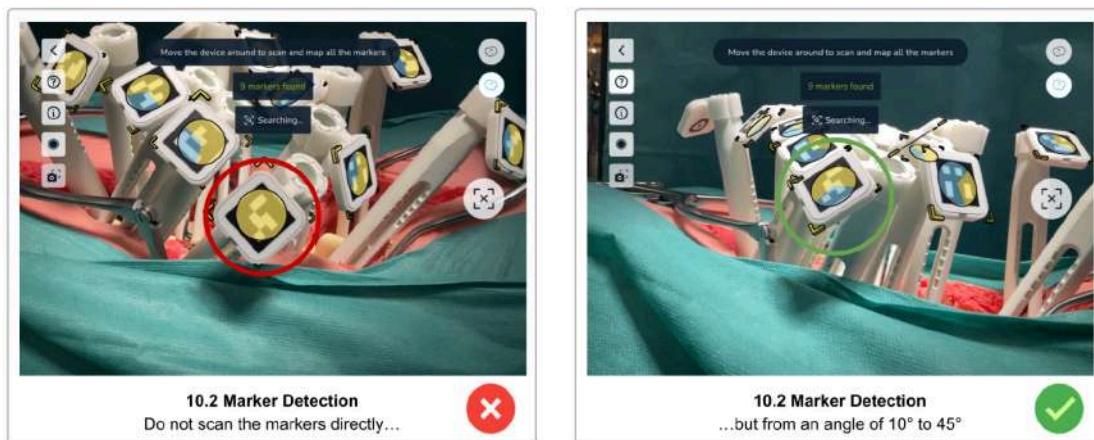 Move the device around to scan and map all the markers
9 markers found
Searching...
10.2 Marker Detection
Do not scan the markers directly...
Move the device around to scan and map all the markers
9 markers found
Searching...
10.2 Marker Detection
...but from an angle of 10° to 45°